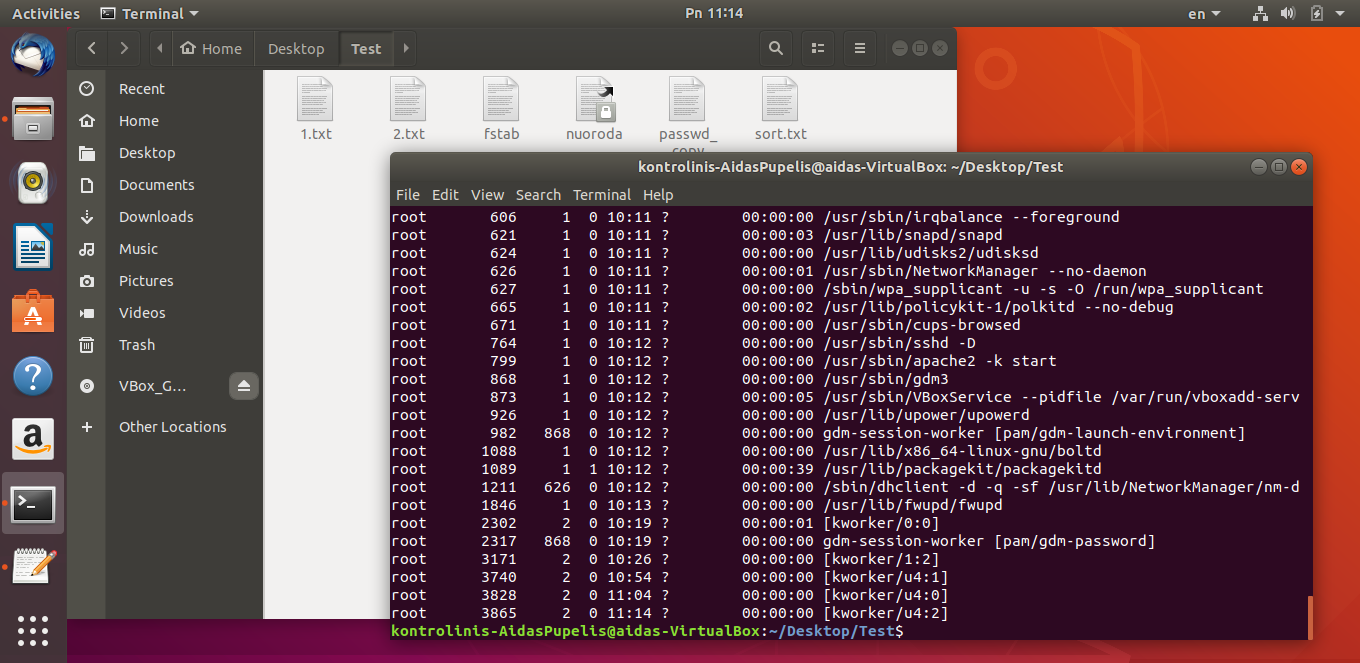 Activities Terminal Pn 11:14 en
Home Desktop Test
Recent
Home
Desktop
Documents
Downloads
Music
Pictures
Videos
Trash
VBox_G…
Other Locations
1.txt 2.txt fstab nuoroda passwd_ sort.txt
copy
kontrolinis-AidasPupelis@aidas-VirtualBox: ~/Desktop/Test
File Edit View Search Terminal Help
root 606 1 0 10:11 ? 00:00:00 /usr/sbin/irqbalance --foreground
root 621 1 0 10:11 ? 00:00:03 /usr/lib/snapd/snapd
root 624 1 0 10:11 ? 00:00:00 /usr/lib/udisks2/udisksd
root 626 1 0 10:11 ? 00:00:01 /usr/sbin/NetworkManager --no-daemon
root 627 1 0 10:11 ? 00:00:00 /sbin/wpa_supplicant -u -s -O /run/wpa_supplicant
root 665 1 0 10:11 ? 00:00:02 /usr/lib/policykit-1/polkitd --no-debug
root 671 1 0 10:11 ? 00:00:00 /usr/sbin/cups-browsed
root 764 1 0 10:12 ? 00:00:00 /usr/sbin/sshd -D
root 799 1 0 10:12 ? 00:00:00 /usr/sbin/apache2 -k start
root 868 1 0 10:12 ? 00:00:00 /usr/sbin/gdm3
root 873 1 0 10:12 ? 00:00:05 /usr/sbin/VBoxService --pidfile /var/run/vboxadd-serv
root 926 1 0 10:12 ? 00:00:00 /usr/lib/upower/upowerd
root 982 868 0 10:12 ? 00:00:00 gdm-session-worker [pam/gdm-launch-environment]
root 1088 1 0 10:12 ? 00:00:00 /usr/lib/x86_64-linux-gnu/boltd
root 1089 1 1 10:12 ? 00:00:39 /usr/lib/packagekit/packagekitd
root 1211 626 0 10:12 ? 00:00:00 /sbin/dhclient -d -q -sf /usr/lib/NetworkManager/nm-d
root 1846 1 0 10:13 ? 00:00:00 /usr/lib/fwupd/fwupd
root 2302 2 0 10:19 ? 00:00:01 [kworker/0:0]
root 2317 868 0 10:19 ? 00:00:00 gdm-session-worker [pam/gdm-password]
root 3171 2 0 10:26 ? 00:00:00 [kworker/1:2]
root 3740 2 0 10:54 ? 00:00:00 [kworker/u4:1]
root 3828 2 0 11:04 ? 00:00:00 [kworker/u4:0]
root 3865 2 0 11:14 ? 00:00:00 [kworker/u4:2]
kontrolinis-AidasPupelis@aidas-VirtualBox:~/Desktop/Test$